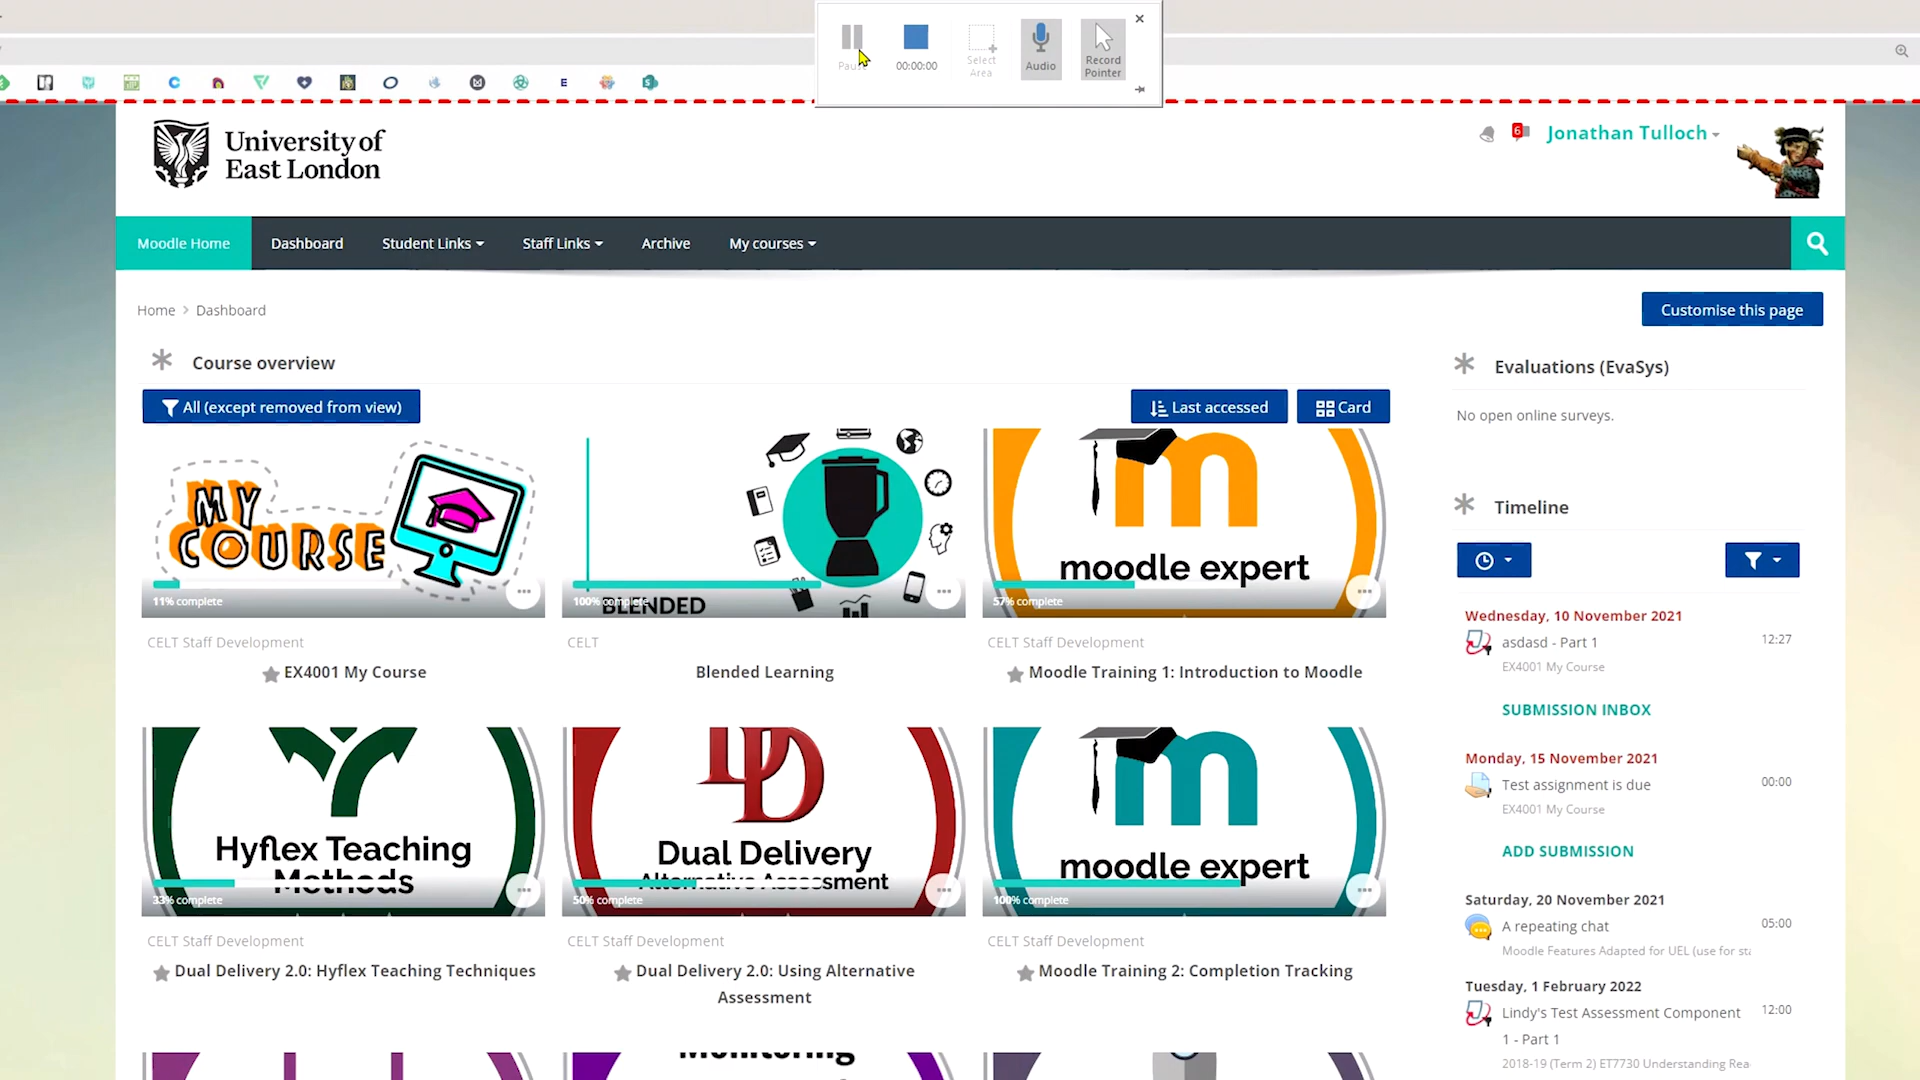 Pause
00:00:00
Select
Area
Audio
Record
Pointer
University of
East London
6
Jonathan Tulloch
Moodle Home
Dashboard
Student Links
Staff Links
Archive
My courses
Home
Dashboard
Customise this page
Course overview
All (except removed from view)
Last accessed
Card
MY
COURSE
11% complete
CELT Staff Development
EX4001 My Course
BLENDED
100% complete
CELT
Blended Learning
m
moodle expert
57% complete
CELT Staff Development
Moodle Training 1: Introduction to Moodle
Hyflex Teaching
Methods
33% complete
CELT Staff Development
Dual Delivery 2.0: Hyflex Teaching Techniques
DD
Dual Delivery
Alternative Assessment
50% complete
CELT Staff Development
Dual Delivery 2.0: Using Alternative
Assessment
m
moodle expert
100% complete
CELT Staff Development
Moodle Training 2: Completion Tracking
Monitoring
Evaluations (EvaSys)
No open online surveys.
Timeline
Wednesday, 10 November 2021
asdasd - Part 1
12:27
EX4001 My Course
SUBMISSION INBOX
Monday, 15 November 2021
Test assignment is due
00:00
EX4001 My Course
ADD SUBMISSION
Saturday, 20 November 2021
A repeating chat
05:00
Moodle Features Adapted for UEL (use for sta
Tuesday, 1 February 2022
Lindy's Test Assessment Component
1 - Part 1
12:00
2018-19 (Term 2) ET7730 Understanding Rea